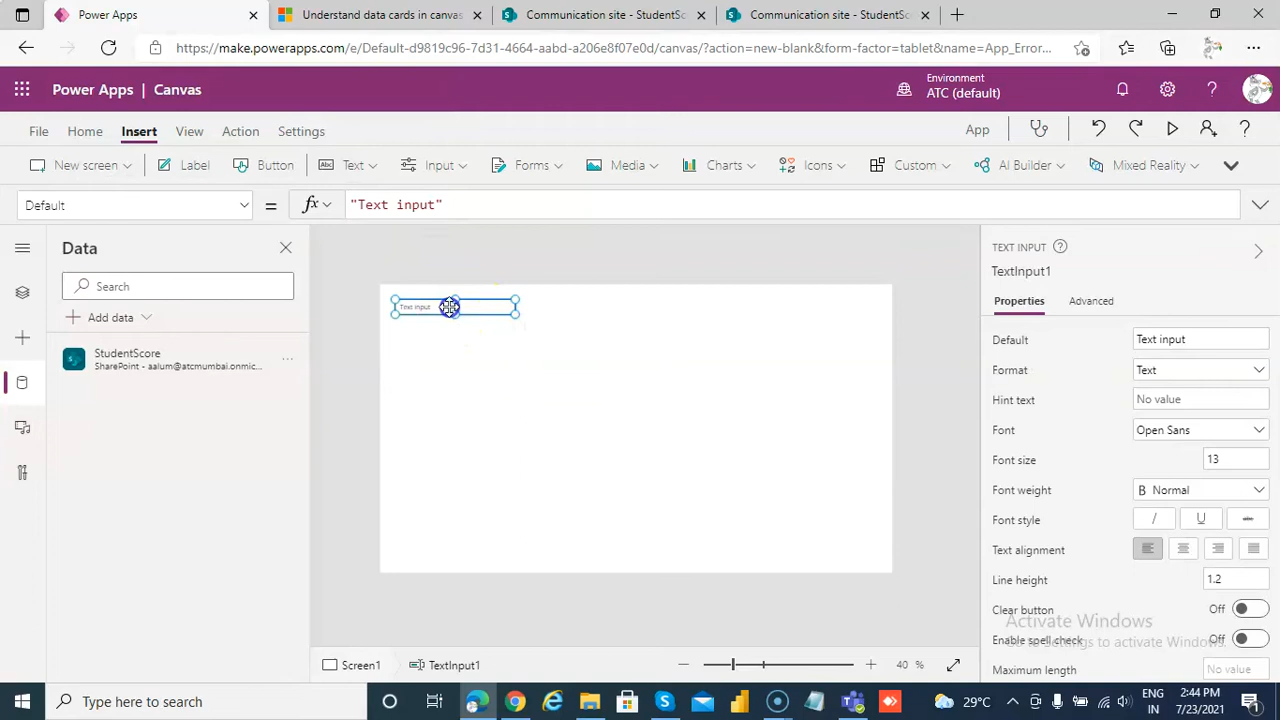 Power Apps
Understand data cards in canvas
Communication site - StudentSco
Communication site - StudentSco
https://make.powerapps.com/e/Default-d9819c96-7d31-4664-aabd-a206e8f07e0d/canvas/?action=new-blank&form-factor=tablet&name=App_Error...
Power Apps | Canvas
Environment
ATC (default)
File Home Insert View Action Settings App
New screen Label Button Text Input Forms Media Charts Icons Custom AI Builder Mixed Reality
Default = fx "Text input"
Data
Search
Add data
StudentScore
SharePoint - aalum@atcmumbai.onmic...
Text input
TEXT INPUT
TextInput1
Properties Advanced
Default Text input
Format Text
Hint text No value
Font Open Sans
Font size 13
Font weight B Normal
Font style / U abc
Text alignment
Line height 1.2
Clear button Off
Enable spell check Off
Maximum length No value
Activate Windows
Go to Settings to activate Windows.
Screen1 TextInput1 40 %
Type here to search
29°C
ENG
IN
2:44 PM
7/23/2021